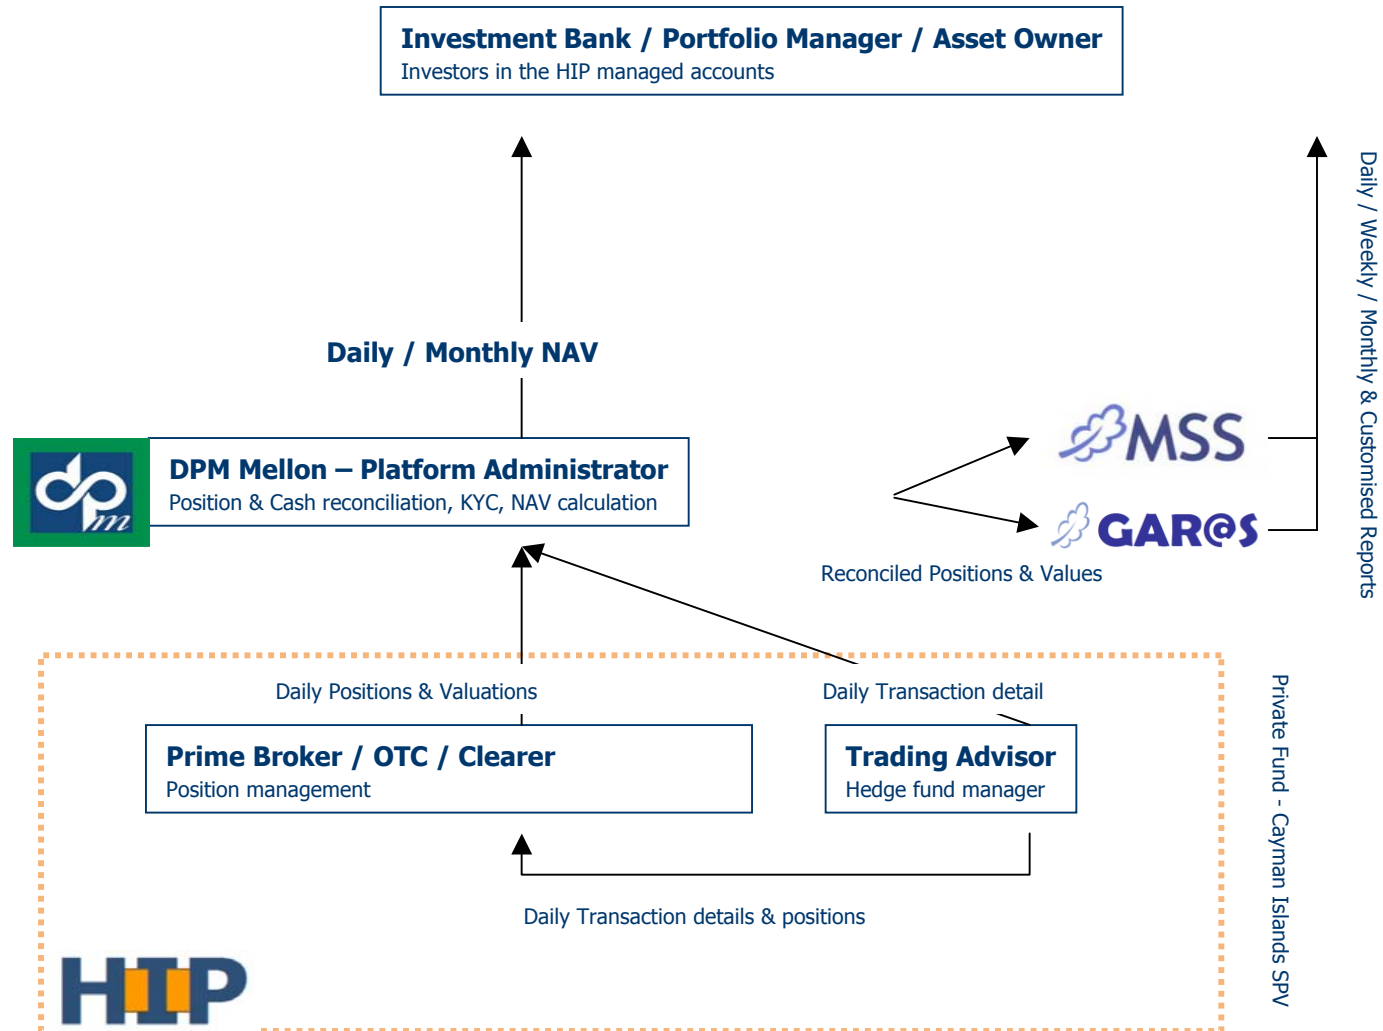 Investment Bank / Portfolio Manager / Asset Owner
Investors in the HIP managed accounts
Daily / Weekly / Monthly & Customised Reports
Daily / Monthly NAV
dpm
DPM Mellon – Platform Administrator
Position & Cash reconciliation, KYC, NAV calculation
MSS
GAR@S
Reconciled Positions & Values
Daily Positions & Valuations
Daily Transaction detail
Prime Broker / OTC / Clearer
Position management
Trading Advisor
Hedge fund manager
Private Fund - Cayman Islands SPV
Daily Transaction details & positions
HIP